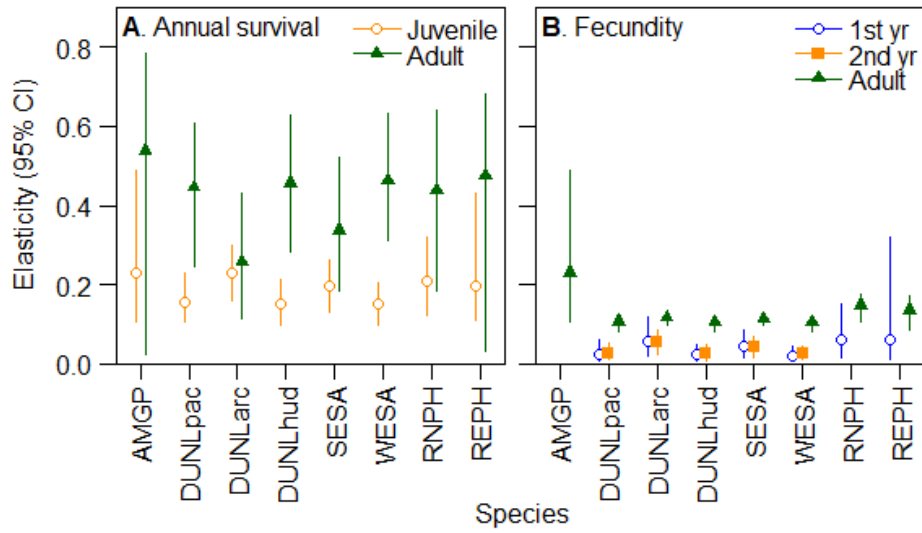 A. Annual survival
Juvenile
Adult
B. Fecundity
1st yr
2nd yr
Adult
Elasticity (95% CI)
0.8
0.6
0.4
0.2
0.0
AMGP
DUNLpac
DUNLarc
DUNLhud
SESA
WESA
RNPH
REPH
AMGP
DUNLpac
DUNLarc
DUNLhud
SESA
WESA
RNPH
REPH
Species